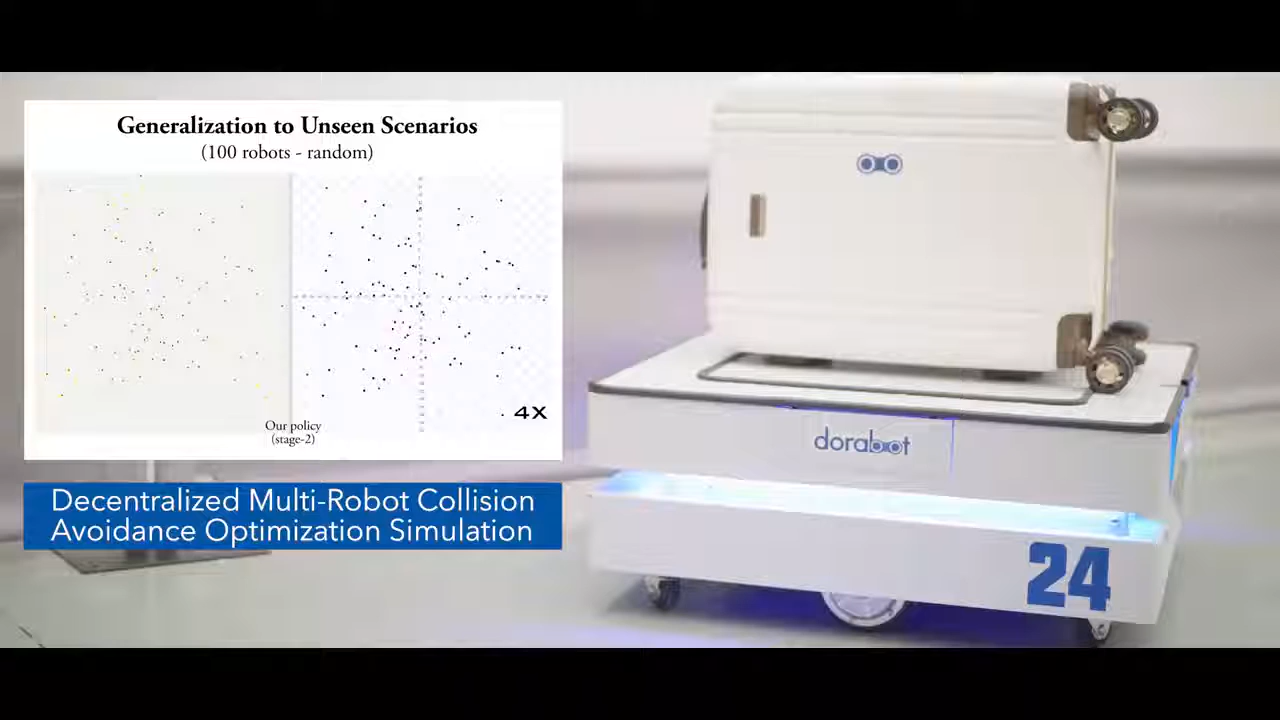 Generalization to Unseen Scenarios
(100 robots - random)
4X
Our policy
(stage-2)
Decentralized Multi-Robot Collision
Avoidance Optimization Simulation
dorabot
24